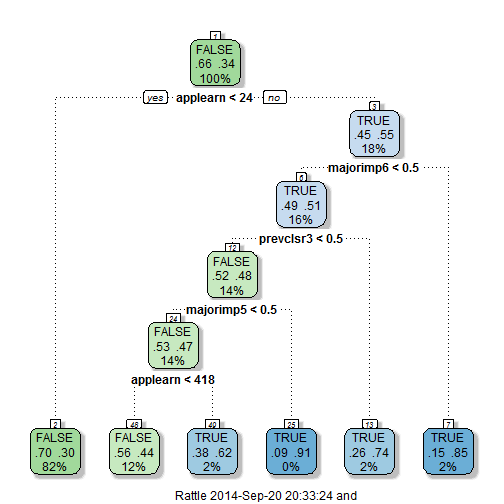 1
FALSE
.66 .34
100%
yes applearn < 24 no
3
TRUE
.45 .55
18%
majorimp6 < 0.5
6
TRUE
.49 .51
16%
prevclsr3 < 0.5
12
FALSE
.52 .48
14%
majorimp5 < 0.5
24
FALSE
.53 .47
14%
applearn < 418
2
FALSE
.70 .30
82%
48
FALSE
.56 .44
12%
49
TRUE
.38 .62
2%
25
TRUE
.09 .91
0%
13
TRUE
.26 .74
2%
7
TRUE
.15 .85
2%
Rattle 2014-Sep-20 20:33:24 and